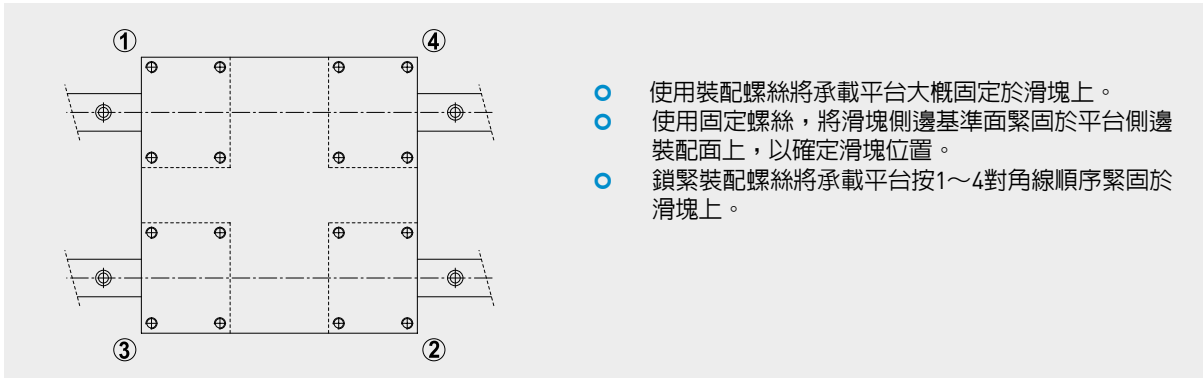 ① ④
使用裝配螺絲將承載平台大概固定於滑塊上。
使用固定螺絲，將滑塊側邊基準面緊固於平台側邊
裝配面上，以確定滑塊位置。
鎖緊裝配螺絲將承載平台按1～4對角線順序緊固於
滑塊上。
③ ②